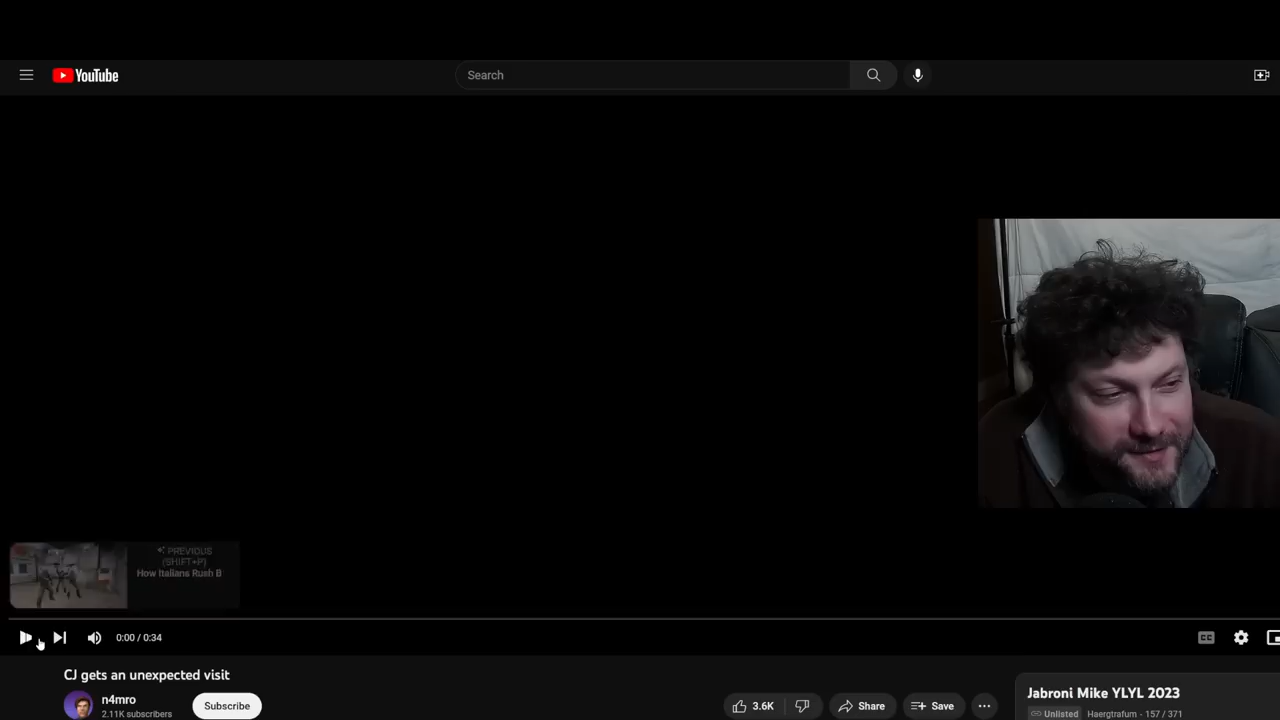 YouTube
Search
PREVIOUS
(SHIFT+P)
How Italians Rush B
0:00 / 0:34
CC
CJ gets an unexpected visit
n4mro
2.11K subscribers
Subscribe
3.6K
Share
Save
Jabroni Mike YLYL 2023
Unlisted
Haergtrafum - 157 / 371